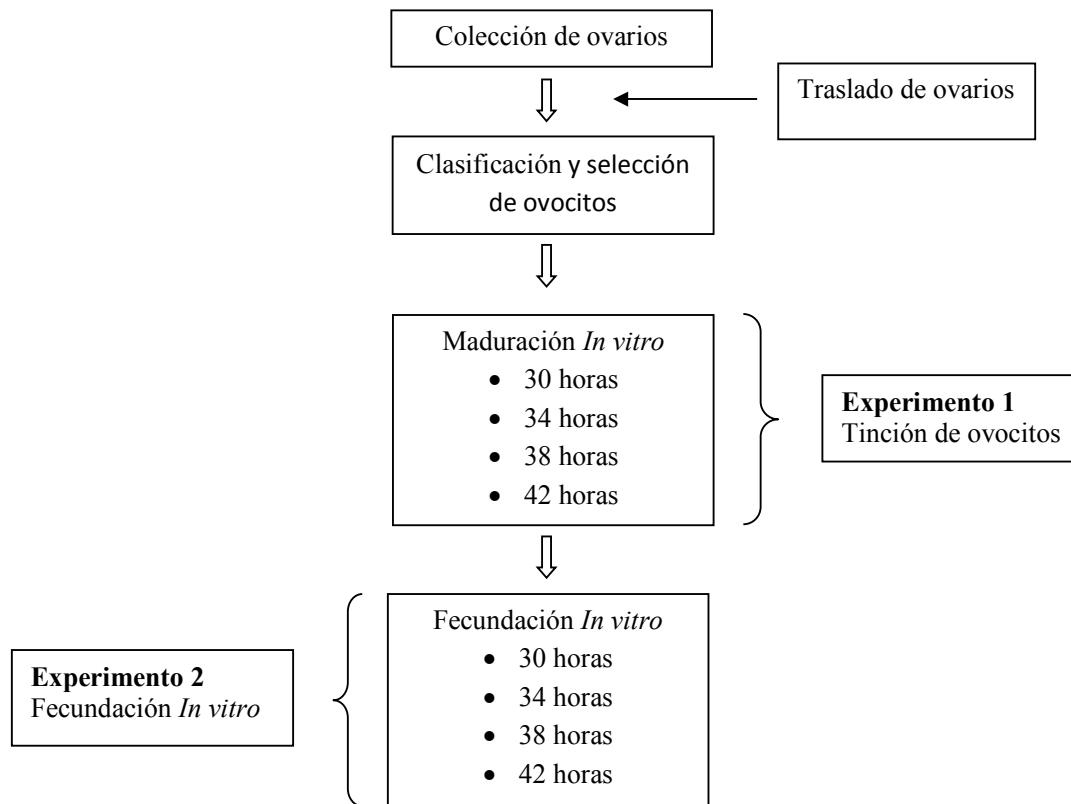 Colección de ovarios
Traslado de ovarios
Clasificación y selección
de ovocitos
Maduración In vitro
• 30 horas
• 34 horas
• 38 horas
• 42 horas
Experimento 1
Tinción de ovocitos
Fecundación In vitro
• 30 horas
• 34 horas
• 38 horas
• 42 horas
Experimento 2
Fecundación In vitro